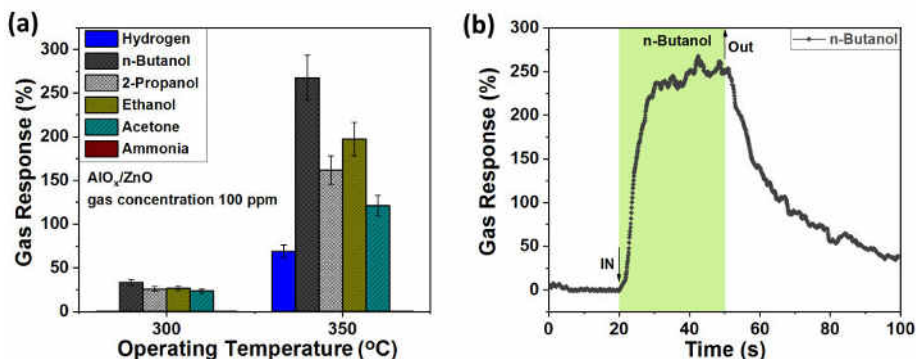 (a)
Gas Response (%)
300
250
200
150
100
50
0
Hydrogen
n-Butanol
2-Propanol
Ethanol
Acetone
Ammonia
AlOₓ/ZnO
gas concentration 100 ppm
300
350
Operating Temperature (ºC)
(b)
Gas Response (%)
300
250
200
150
100
50
0
n-Butanol
Out
n-Butanol
IN
0
20
40
60
80
100
Time (s)